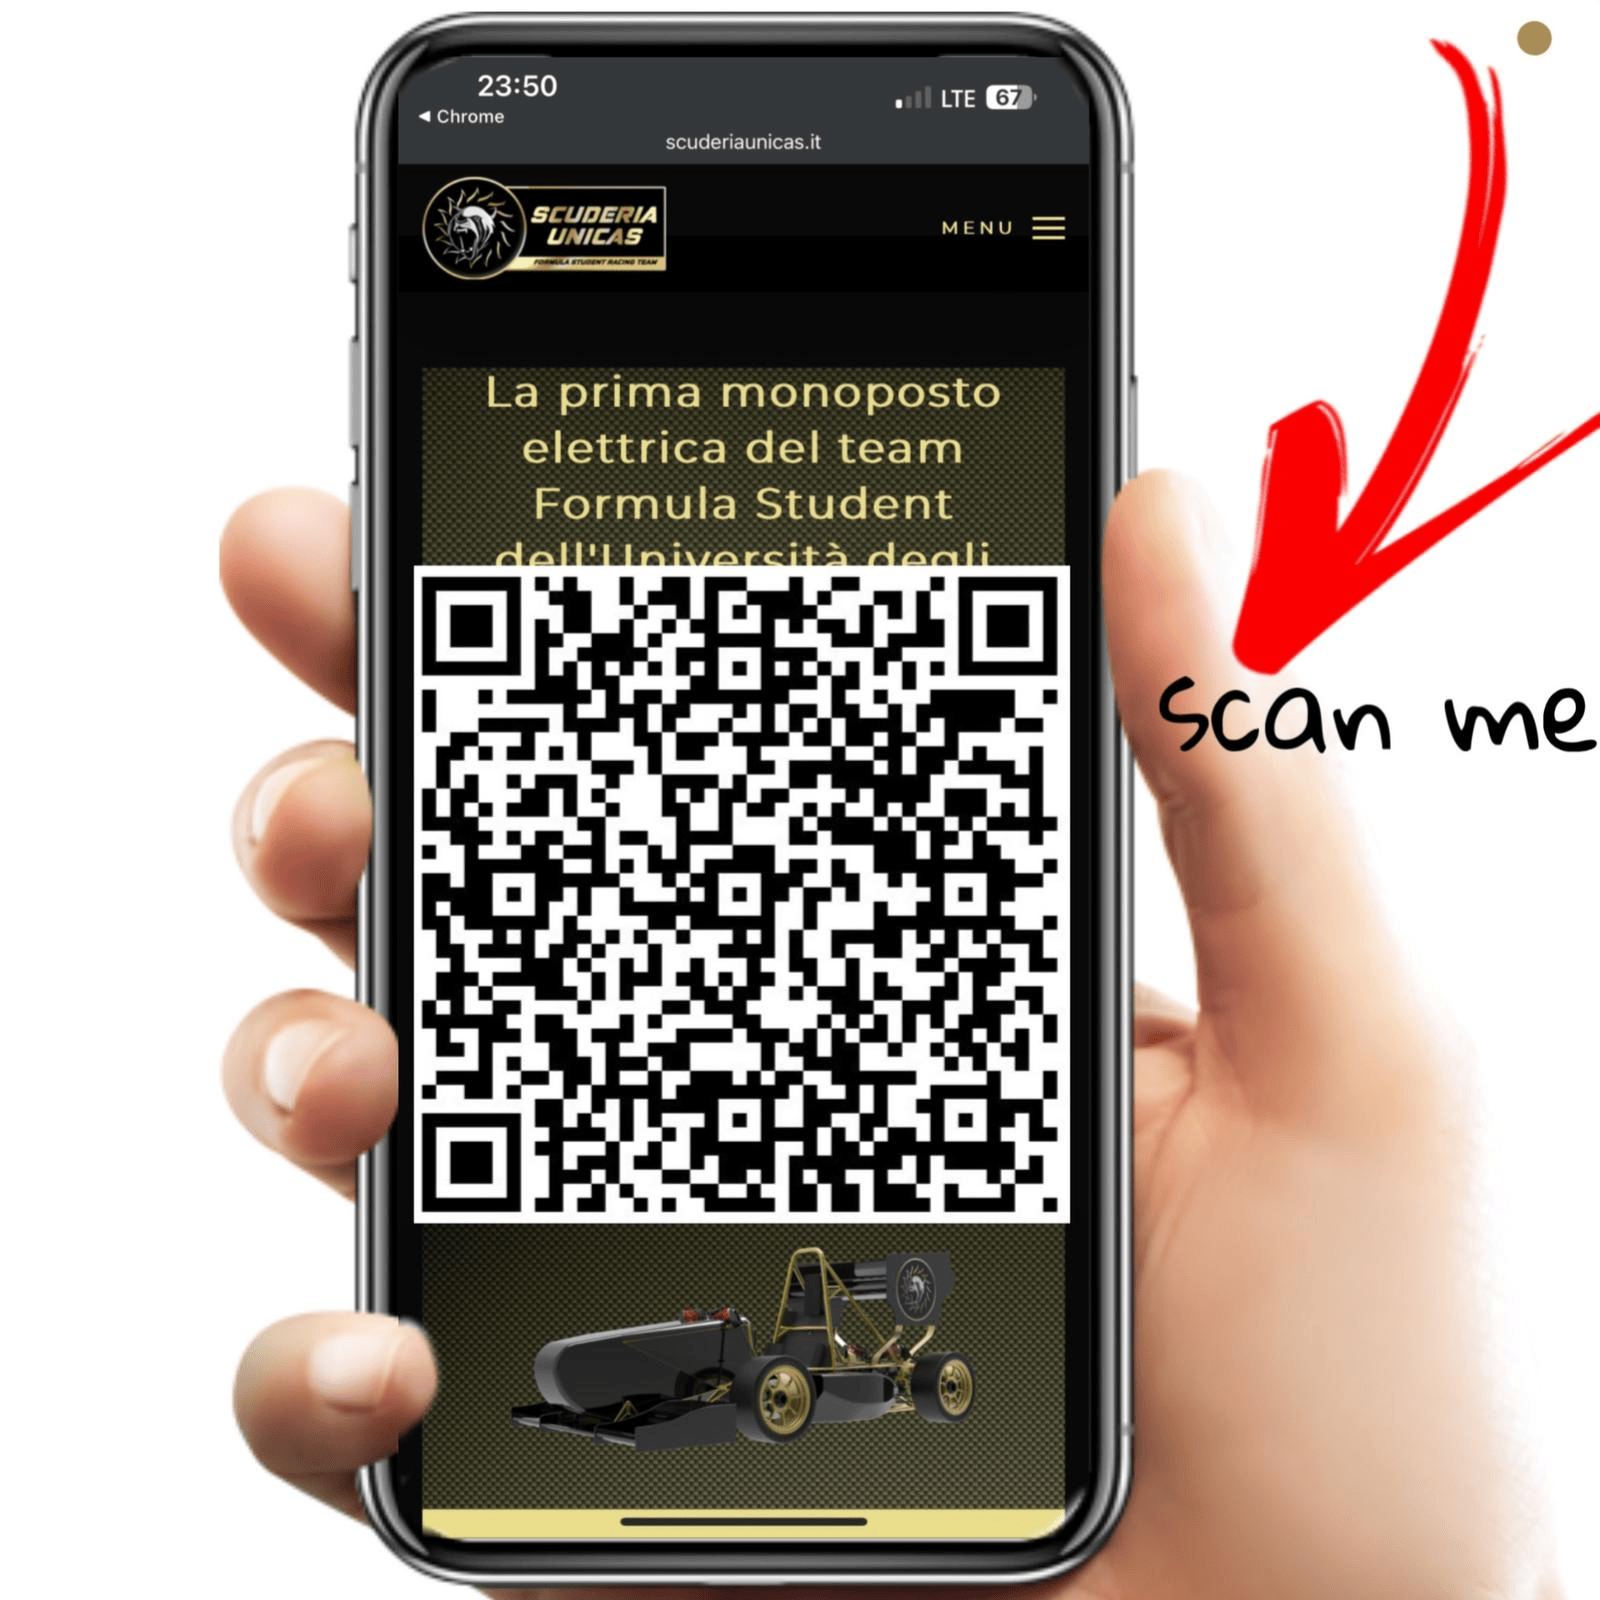 23:50
LTE 67
◀ Chrome
scuderiaunicas.it
SCUDERIA
UNICAS
FORMULA STUDENT RACING TEAM
MENU
La prima monoposto
elettrica del team
Formula Student
dell'Università degli
scan me